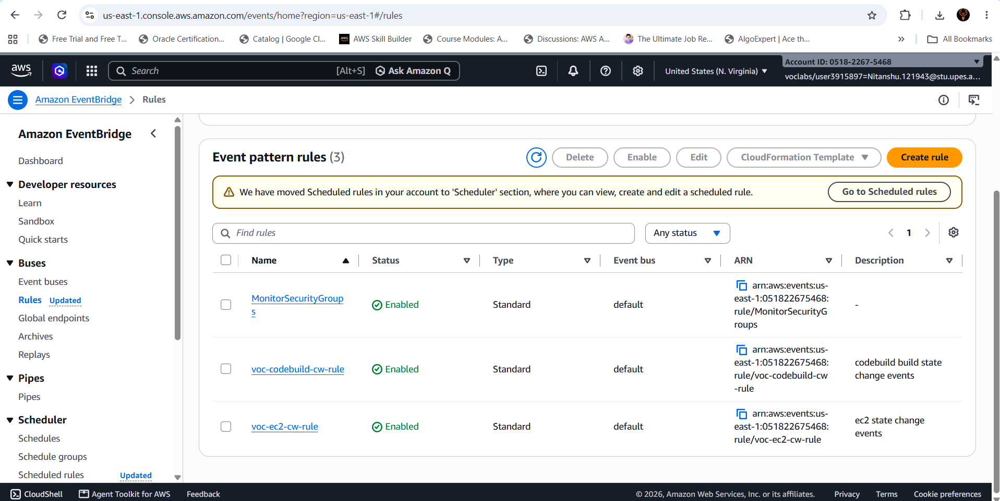 us-east-1.console.aws.amazon.com/events/home?region=us-east-1#/rules
Free Trial and Free T...
Oracle Certification...
Catalog | Google Cl...
aws
AWS Skill Builder
Course Modules: A...
Discussions: AWS A...
The Ultimate Job Re...
AlgoExpert | Ace th...
All Bookmarks
aws
Search
[Alt+S]
Ask Amazon Q
United States (N. Virginia)
Account ID: 0518-2267-5468
voclabs/user3915897=Nitanshu.121943@stu.upes.a...
Amazon EventBridge
Rules
Amazon EventBridge
Dashboard
Developer resources
Learn
Sandbox
Quick starts
Buses
Event buses
Rules Updated
Global endpoints
Archives
Replays
Pipes
Pipes
Scheduler
Schedules
Schedule groups
Scheduled rules Updated
Event pattern rules (3)
Delete
Enable
Edit
CloudFormation Template
Create rule
We have moved Scheduled rules in your account to 'Scheduler' section, where you can view, create and edit a scheduled rule.
Go to Scheduled rules
Find rules
Any status
1
Name
Status
Type
Event bus
ARN
Description
MonitorSecurityGroup
s
Enabled
Standard
default
arn:aws:events:us-
east-1:051822675468:
rule/MonitorSecurityG
roups
-
voc-codebuild-cw-rule
Enabled
Standard
default
arn:aws:events:us-
east-1:051822675468:
rule/voc-codebuild-cw
-rule
codebuild build state
change events
voc-ec2-cw-rule
Enabled
Standard
default
arn:aws:events:us-
east-1:051822675468:
rule/voc-ec2-cw-rule
ec2 state change
events
CloudShell
Agent Toolkit for AWS
Feedback
© 2026, Amazon Web Services, Inc. or its affiliates.
Privacy
Terms
Cookie preferences